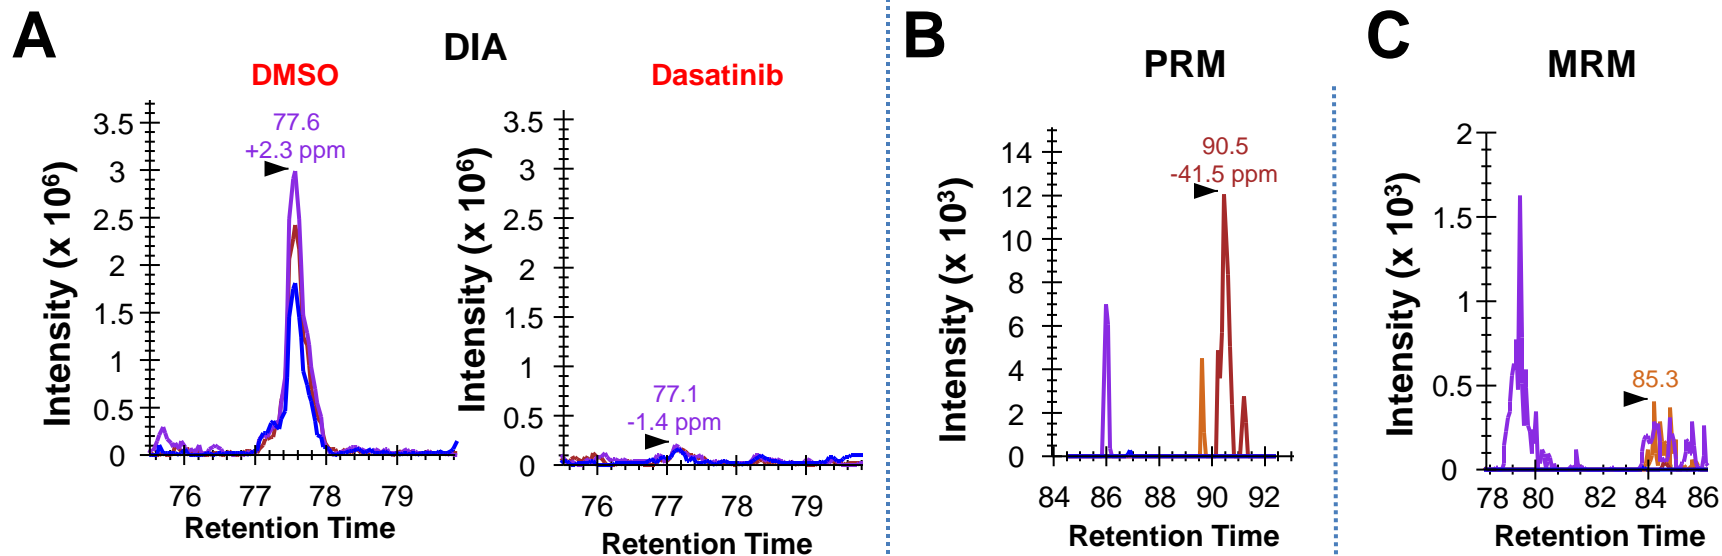 A
DIA
DMSO
Dasatinib
77.6
+2.3 ppm
Intensity (x 10⁶)
3.5
3
2.5
2
1.5
1
0.5
0
76
77
78
79
Retention Time
77.1
-1.4 ppm
Intensity (x 10⁶)
3.5
3
2.5
2
1.5
1
0.5
0
76
77
78
79
Retention Time
B
PRM
90.5
-41.5 ppm
Intensity (x 10³)
14
12
10
8
6
4
2
0
84
86
88
90
92
Retention Time
C
MRM
85.3
Intensity (x 10³)
2
1.5
1
0.5
0
78
80
82
84
86
Retention Time